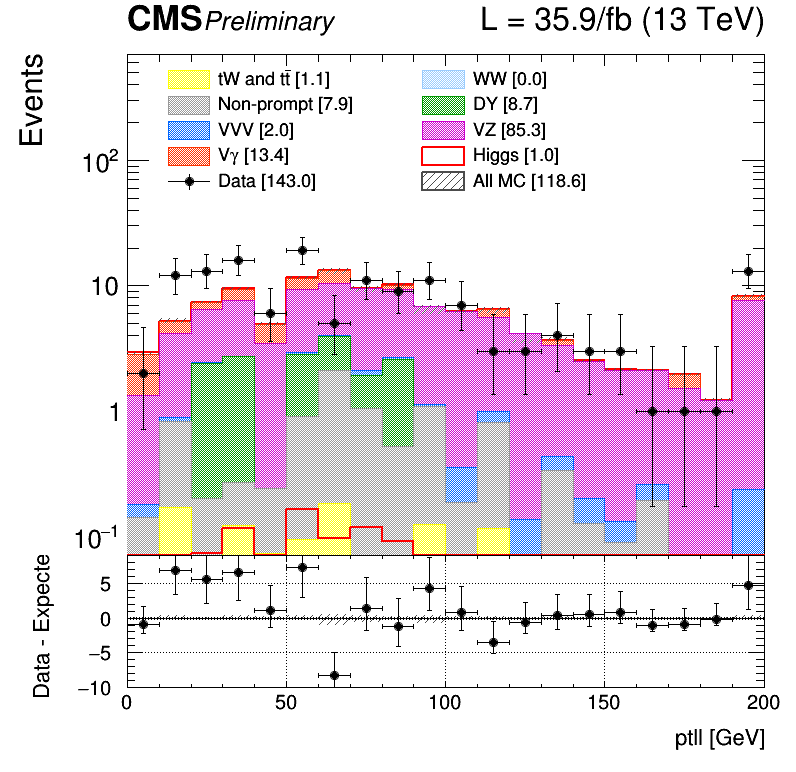 CMS Preliminary L = 35.9/fb (13 TeV)
Events
tW and tt̄ [1.1] WW [0.0]
Non-prompt [7.9] DY [8.7]
VVV [2.0] VZ [85.3]
Vγ [13.4] Higgs [1.0]
Data [143.0] All MC [118.6]
10²
10
1
10⁻¹
Data - Expecte
5
0
−5
−10
0 50 100 150 200
ptll [GeV]